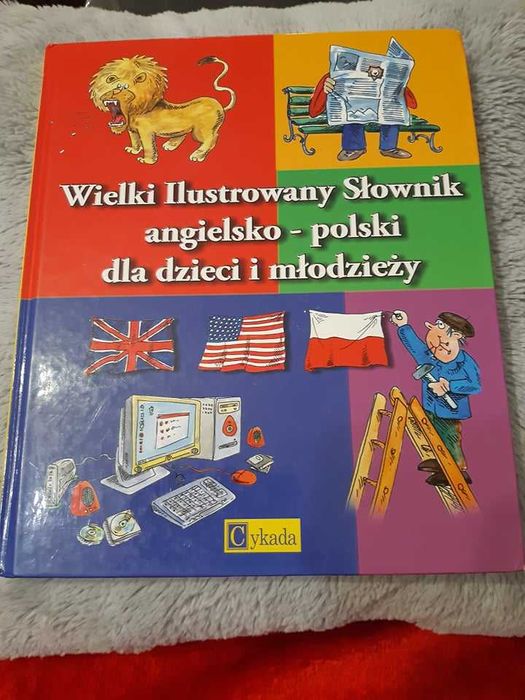 Wielki Ilustrowany Słownik
angielsko - polski
dla dzieci i młodzieży
Cykada